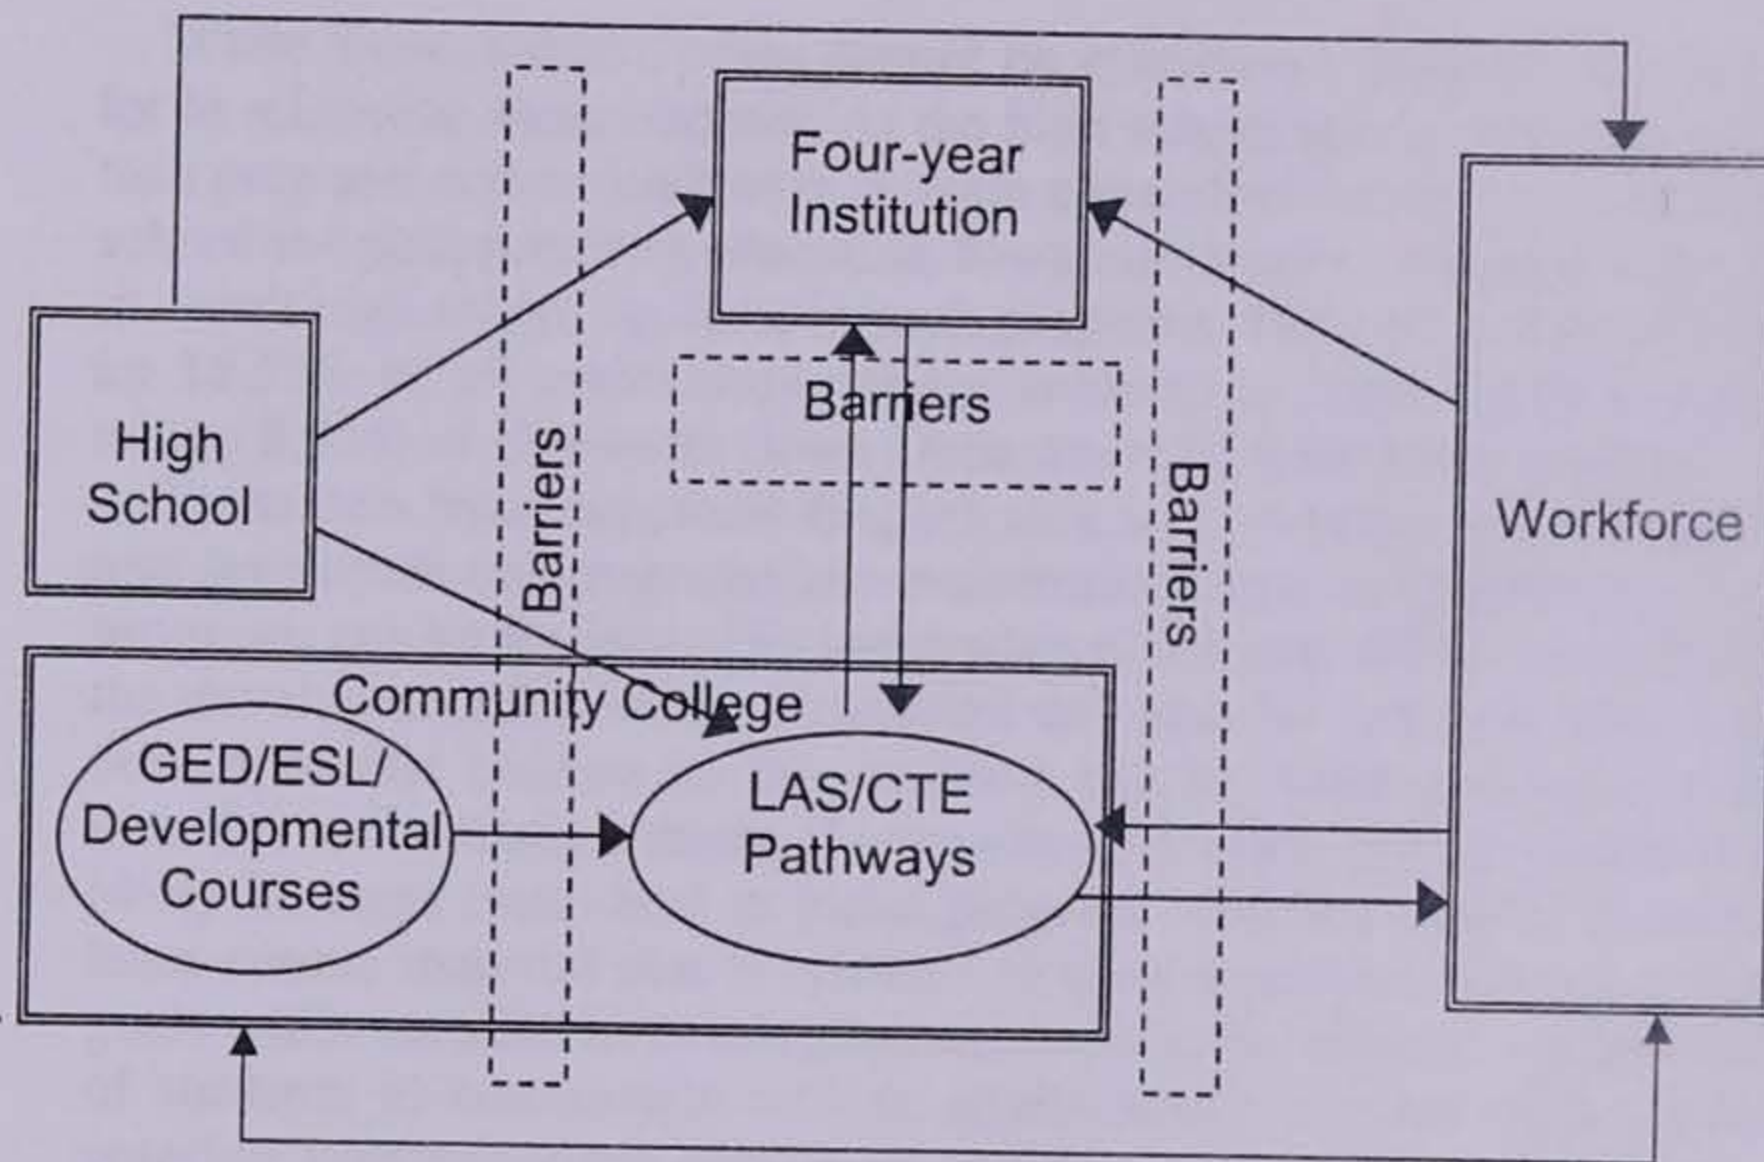 Four-year
Institution
Barriers
High
School
Barriers
Barriers
Workforce
Community College
GED/ESL/
Developmental
Courses
LAS/CTE
Pathways